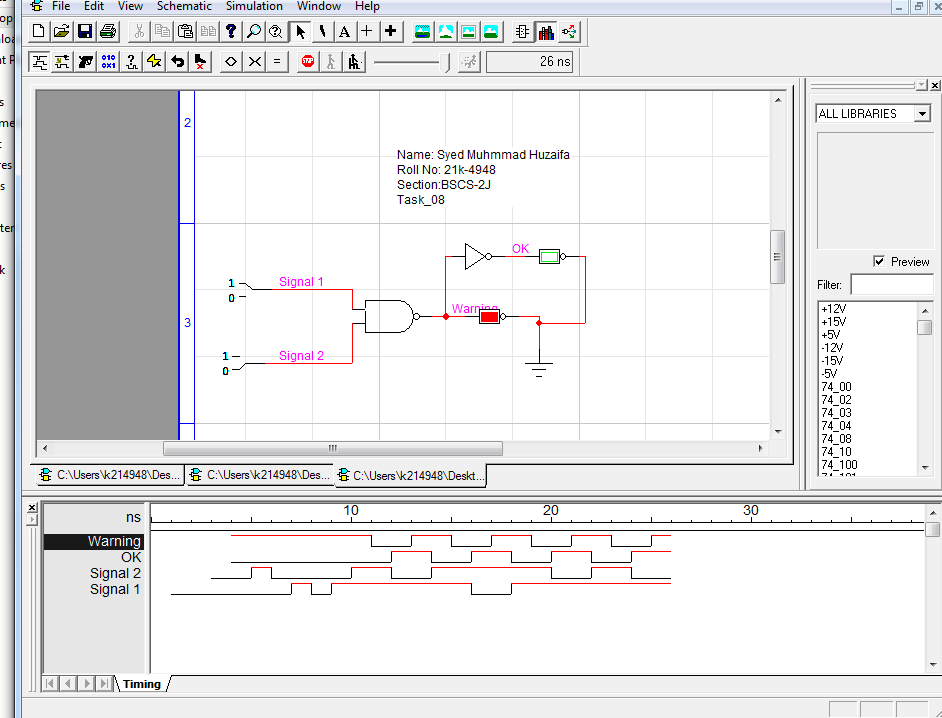 File Edit View Schematic Simulation Window Help
26 ns
ALL LIBRARIES
Preview
Filter:
+12V
+15V
+5V
-12V
-15V
-5V
74_00
74_02
74_03
74_04
74_08
74_10
74_100
2
Name: Syed Muhmmad Huzaifa
Roll No: 21k-4948
Section:BSCS-2J
Task_08
3
OK
1 Signal 1
0
Warning
1 Signal 2
0
C:\Users\k214948\Des... C:\Users\k214948\Des... C:\Users\k214948\Deskt...
ns 10 20 30
Warning
OK
Signal 2
Signal 1
Timing